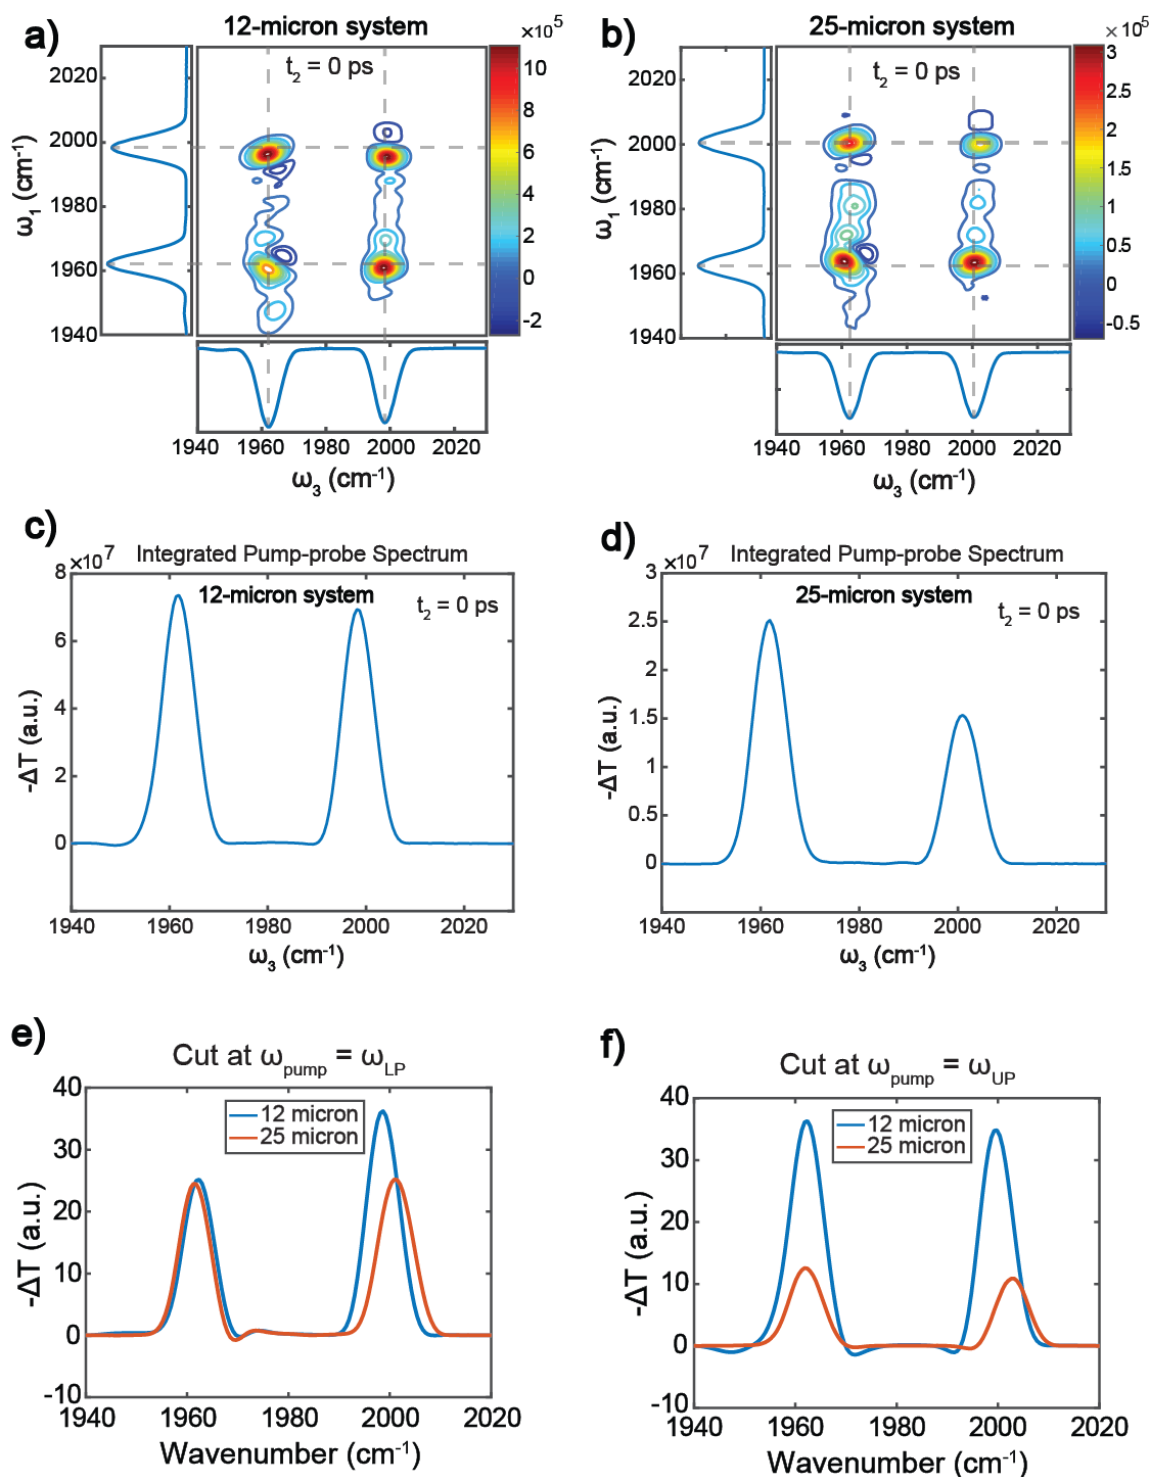 a)
12-micron system
t2 = 0 ps
×10^5
2020
2000
1980
1960
1940
ω1 (cm-1)
10
8
6
4
2
0
-2
1940 1960 1980 2000 2020
ω3 (cm-1)
b)
25-micron system
t2 = 0 ps
×10^5
2020
2000
1980
1960
1940
ω1 (cm-1)
3
2.5
2
1.5
1
0.5
0
-0.5
1940 1960 1980 2000 2020
ω3 (cm-1)
c)
×10^7
Integrated Pump-probe Spectrum
12-micron system
t2 = 0 ps
8
6
4
2
0
-ΔT (a.u.)
1940 1960 1980 2000 2020
ω3 (cm-1)
d)
×10^7
Integrated Pump-probe Spectrum
25-micron system
t2 = 0 ps
3
2.5
2
1.5
1
0.5
0
-ΔT (a.u.)
1940 1960 1980 2000 2020
ω3 (cm-1)
e)
Cut at ωpump = ωLP
12 micron
25 micron
40
30
20
10
0
-10
-ΔT (a.u.)
1940 1960 1980 2000 2020
Wavenumber (cm-1)
f)
Cut at ωpump = ωUP
12 micron
25 micron
40
30
20
10
0
-10
-ΔT (a.u.)
1940 1960 1980 2000 2020
Wavenumber (cm-1)